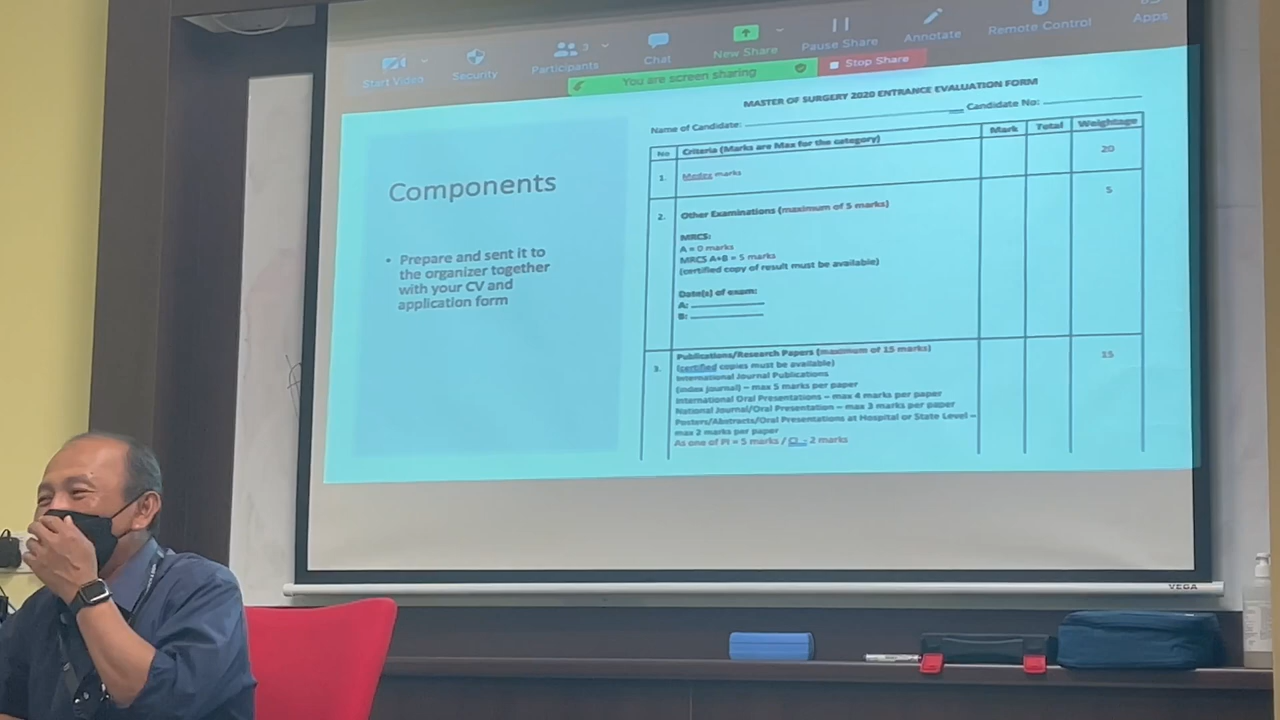 Start Video
Security
Participants 3
Chat
New Share
Pause Share
Annotate
Remote Control
Apps
You are screen sharing
Stop Share
Components
• Prepare and sent it to
the organizer together
with your CV and
application form
MASTER OF SURGERY 2020 ENTRANCE EVALUATION FORM
Name of Candidate: Candidate No:
No Criteria (Marks are Max for the category) Mark Total Weightage
1. Medex marks 20
2. Other Examinations (maximum of 5 marks) 5
MRCS:
A = 0 marks
MRCS A+B = 5 marks
(certified copy of result must be available)
Date(s) of exam:
A:
B:
3. Publications/Research Papers (maximum of 15 marks) 15
(certified copies must be available)
International Journal Publications
(index journal) – max 5 marks per paper
International Oral Presentations – max 4 marks per paper
National Journal/Oral Presentation – max 3 marks per paper
Posters/Abstracts/Oral Presentations at Hospital or State Level –
max 2 marks per paper
As one of PI = 5 marks / CI - 2 marks
VEGA